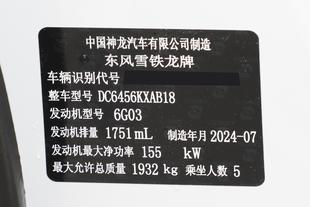 中国神龙汽车有限公司制造
东风雪铁龙牌
车辆识别代号
整车型号 DC6456KXAB18
发动机型号 6G03
发动机排量 1751mL 制造年月 2024-07
发动机最大净功率 155 kW
最大允许总质量 1932 kg 乘坐人数 5